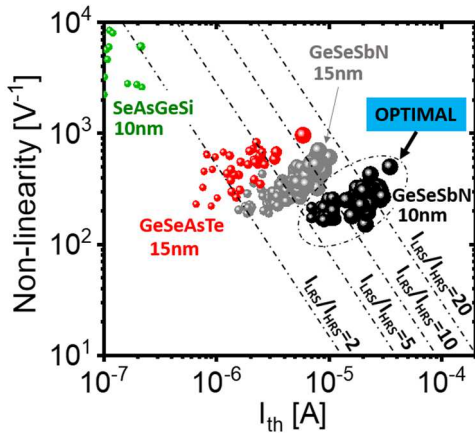 10⁴
10³
10²
10¹
Non-linearity [V⁻¹]
SeAsGeSi
10nm
GeSeSbN
15nm
OPTIMAL
GeSeAsTe
15nm
GeSeSbN
10nm
I_LRS/I_HRS=2
I_LRS/I_HRS=5
I_LRS/I_HRS=10
I_LRS/I_HRS=20
10⁻⁷
10⁻⁶
10⁻⁵
10⁻⁴
I_th [A]